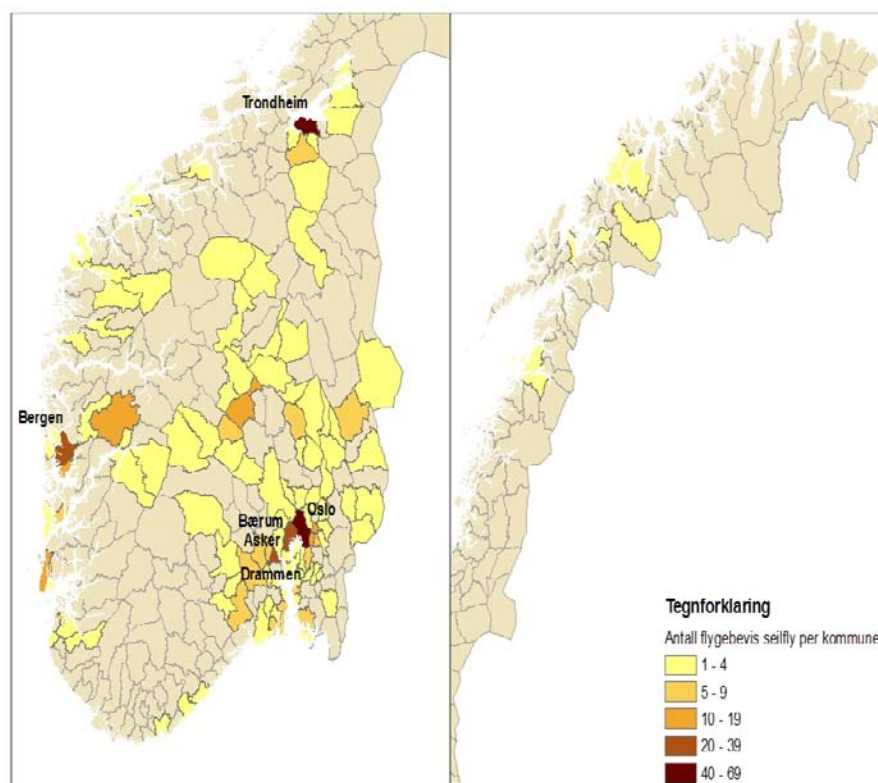 Trondheim
Bergen
Oslo
Bærum
Asker
Drammen
Tegnforklaring
Antall flygebevis seilfly per kommune
1 - 4
5 - 9
10 - 19
20 - 39
40 - 69